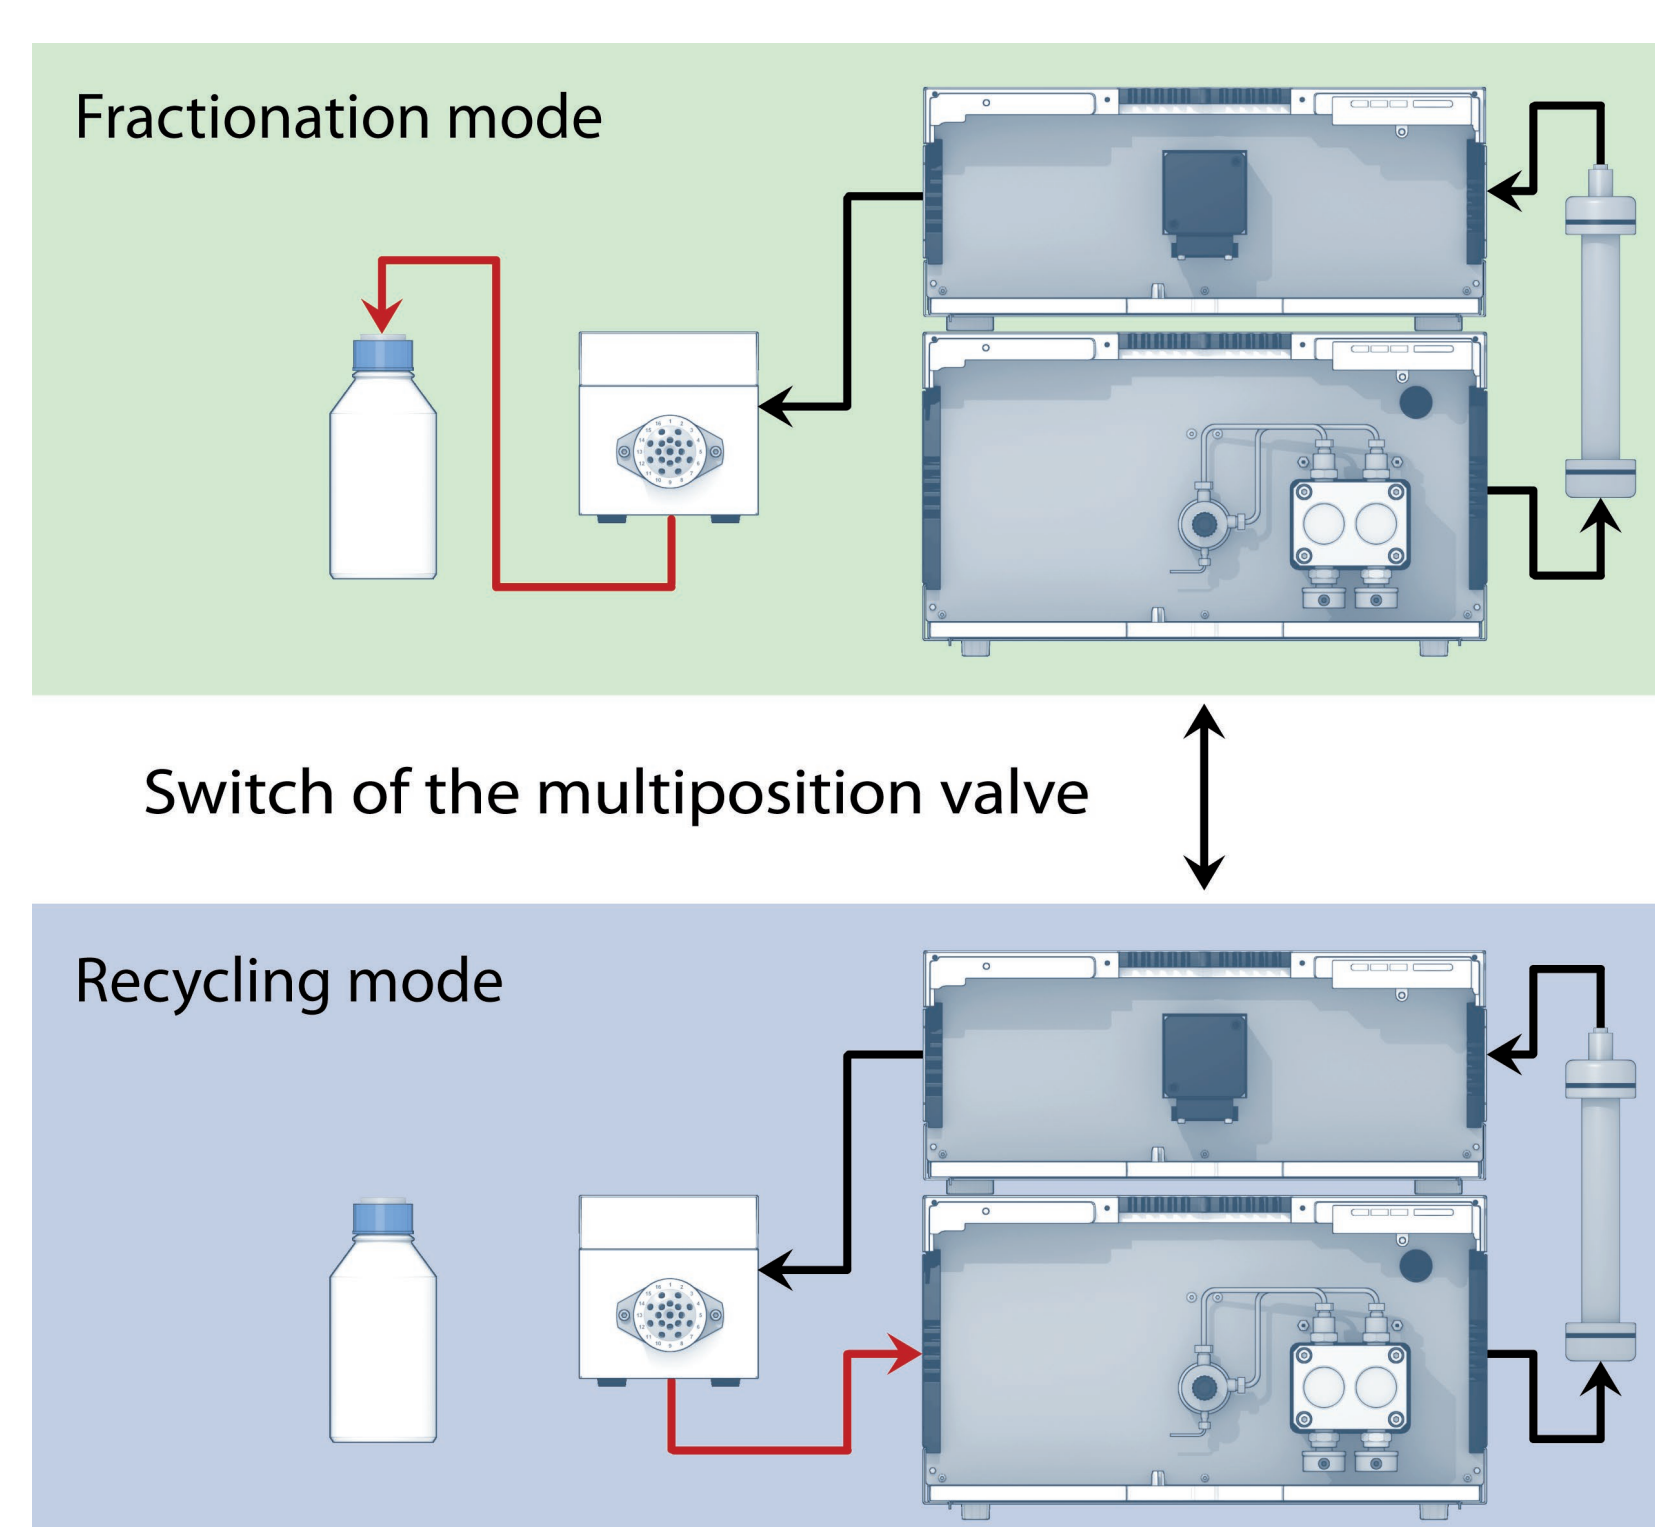 Fractionation mode
Switch of the multiposition valve
Recycling mode